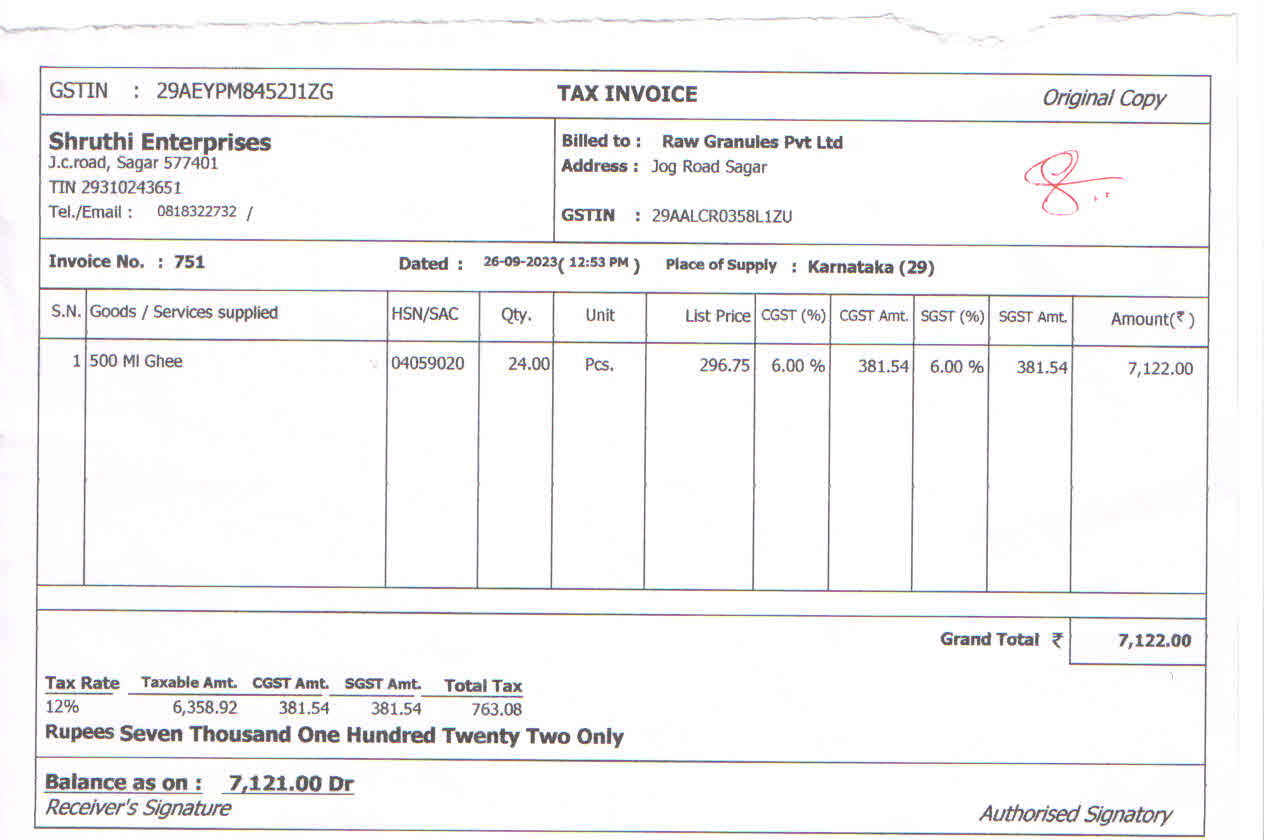 GSTIN : 29AEYPM8452J1ZG TAX INVOICE Original Copy
Shruthi Enterprises
J.c.road, Sagar 577401
TIN 29310243651
Tel./Email : 0818322732 /
Billed to : Raw Granules Pvt Ltd
Address : Jog Road Sagar
GSTIN : 29AALCR0358L1ZU
Invoice No. : 751 Dated : 26-09-2023( 12:53 PM ) Place of Supply : Karnataka (29)
S.N. Goods / Services supplied HSN/SAC Qty. Unit List Price CGST (%) CGST Amt. SGST (%) SGST Amt. Amount(₹ )
1 500 Ml Ghee 04059020 24.00 Pcs. 296.75 6.00 % 381.54 6.00 % 381.54 7,122.00
Grand Total ₹ 7,122.00
Tax Rate Taxable Amt. CGST Amt. SGST Amt. Total Tax
12% 6,358.92 381.54 381.54 763.08
Rupees Seven Thousand One Hundred Twenty Two Only
Balance as on : 7,121.00 Dr
Receiver's Signature Authorised Signatory